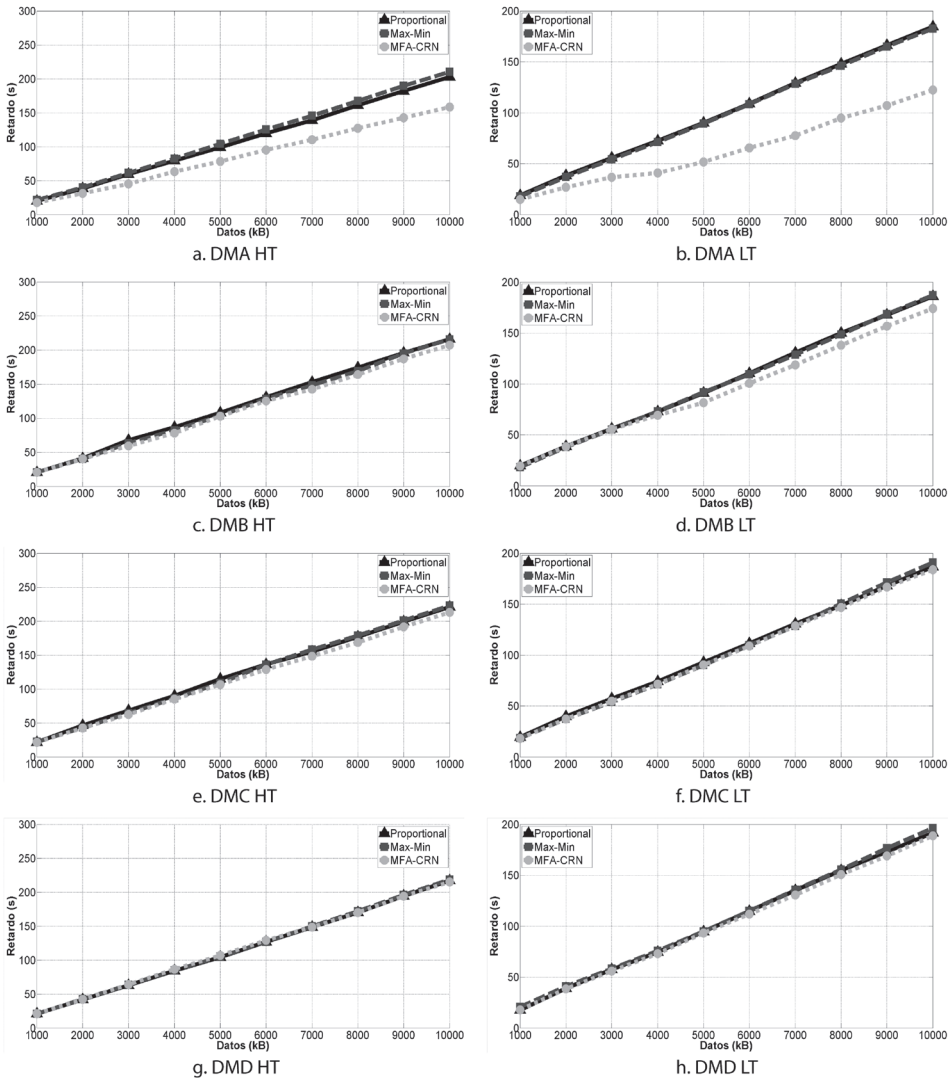 300
250
200
150
100
50
0
Retardo (s)
Proportional
Max-Min
MFA-CRN
1000 2000 3000 4000 5000 6000 7000 8000 9000 10000
Datos (kB)
a. DMA HT
200
150
100
50
0
Retardo (s)
Proportional
Max-Min
MFA-CRN
1000 2000 3000 4000 5000 6000 7000 8000 9000 10000
Datos (kB)
b. DMA LT
300
250
200
150
100
50
0
Retardo (s)
Proportional
Max-Min
MFA-CRN
1000 2000 3000 4000 5000 6000 7000 8000 9000 10000
Datos (kB)
c. DMB HT
200
150
100
50
0
Retardo (s)
Proportional
Max-Min
MFA-CRN
1000 2000 3000 4000 5000 6000 7000 8000 9000 10000
Datos (kB)
d. DMB LT
300
250
200
150
100
50
0
Retardo (s)
Proportional
Max-Min
MFA-CRN
1000 2000 3000 4000 5000 6000 7000 8000 9000 10000
Datos (kB)
e. DMC HT
200
150
100
50
0
Retardo (s)
Proportional
Max-Min
MFA-CRN
1000 2000 3000 4000 5000 6000 7000 8000 9000 10000
Datos (kB)
f. DMC LT
300
250
200
150
100
50
0
Retardo (s)
Proportional
Max-Min
MFA-CRN
1000 2000 3000 4000 5000 6000 7000 8000 9000 10000
Datos (kB)
g. DMD HT
200
150
100
50
0
Retardo (s)
Proportional
Max-Min
MFA-CRN
1000 2000 3000 4000 5000 6000 7000 8000 9000 10000
Datos (kB)
h. DMD LT